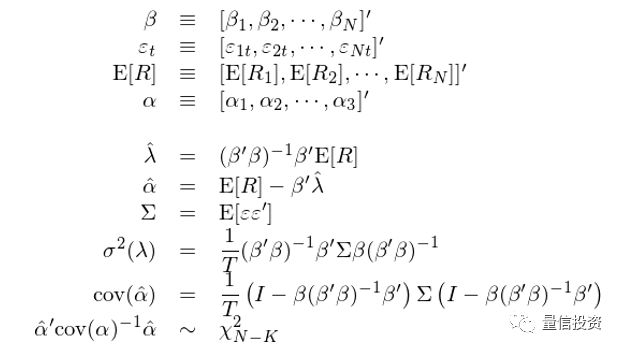 β ≡ [β₁, β₂, ⋯, β_N]′
ε_t ≡ [ε_{1t}, ε_{2t}, ⋯, ε_{Nt}]′
E[R] ≡ [E[R₁], E[R₂], ⋯, E[R_N]]′
α ≡ [α₁, α₂, ⋯, α₃]′
λ̂ = (β′β)⁻¹β′E[R]
α̂ = E[R] − β′λ̂
Σ = E[εε′]
σ²(λ) = 1/T (β′β)⁻¹β′Σβ(β′β)⁻¹
cov(α̂) = 1/T (I − β(β′β)⁻¹β′) Σ (I − β(β′β)⁻¹β′)
α̂′cov(α)⁻¹α̂ ∼ χ²_{N−K}
量信投资